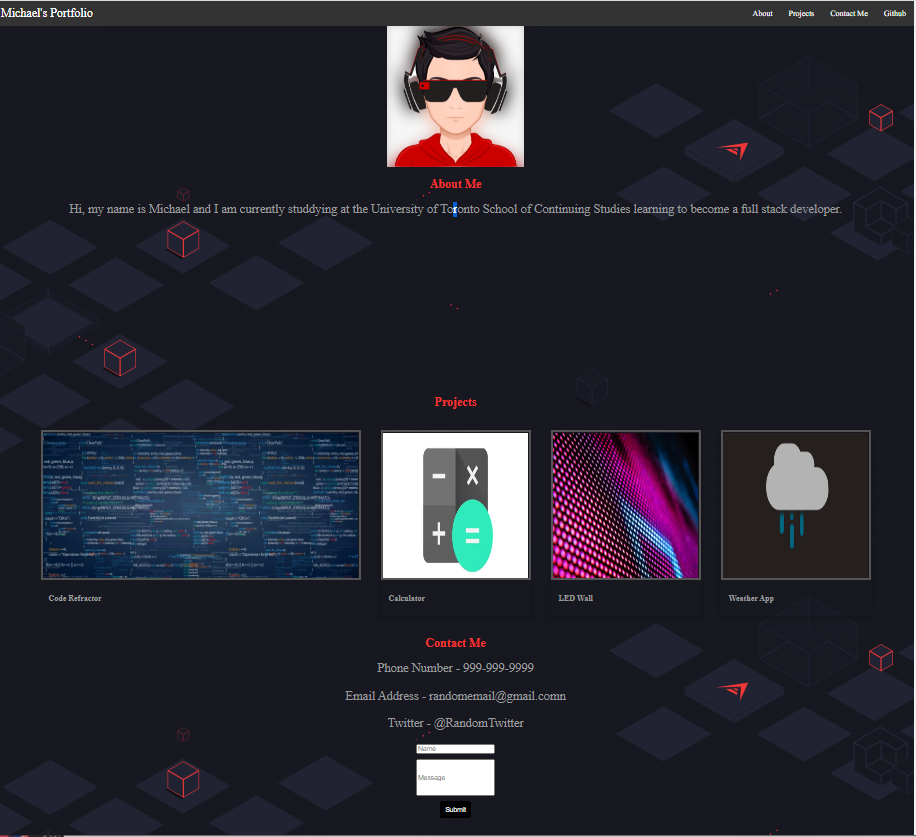 Michael's Portfolio
About Projects Contact Me Github
About Me
Hi, my name is Michael and I am currently studdying at the University of Toronto School of Continuing Studies learning to become a full stack developer.
Projects
Code Refractor Calculator LED Wall Weather App
Contact Me
Phone Number - 999-999-9999
Email Address - randomemail@gmail.comn
Twitter - @RandomTwitter
Name
Message
Submit